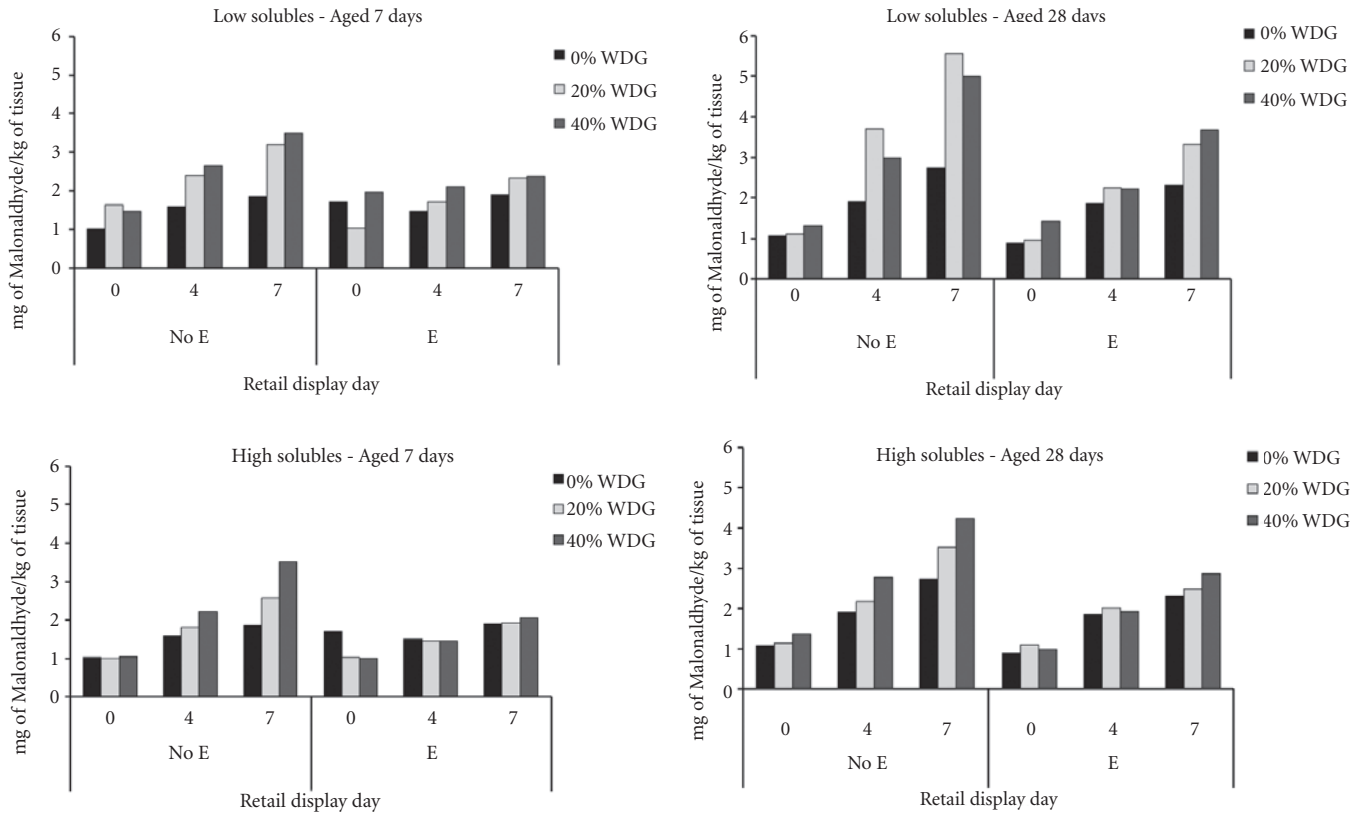 Low solubles - Aged 7 days
6
5
4
3
2
1
0
mg of Malonaldhyde/kg of tissue
0% WDG
20% WDG
40% WDG
0 4 7 0 4 7
No E E
Retail display day
Low solubles - Aged 28 days
6
5
4
3
2
1
0
mg of Malonaldhyde/kg of tissue
0% WDG
20% WDG
40% WDG
0 4 7 0 4 7
No E E
Retail display day
High solubles - Aged 7 days
6
5
4
3
2
1
0
mg of Malonaldhyde/kg of tissue
0% WDG
20% WDG
40% WDG
0 4 7 0 4 7
No E E
Retail display day
High solubles - Aged 28 days
6
5
4
3
2
1
0
mg of Malonaldhyde/kg of tissue
0% WDG
20% WDG
40% WDG
0 4 7 0 4 7
No E E
Retail display day